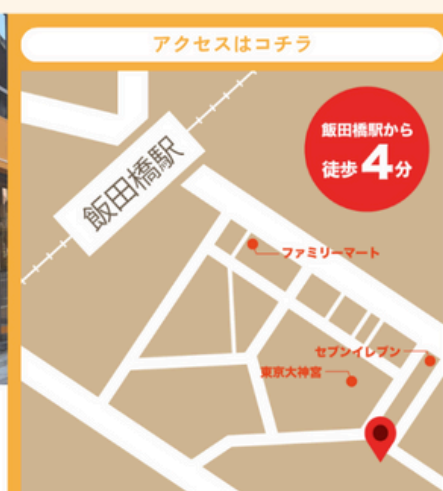 アクセスはコチラ
飯田橋駅から
徒歩4分
飯田橋駅
ファミリーマート
セブンイレブン
東京大神宮